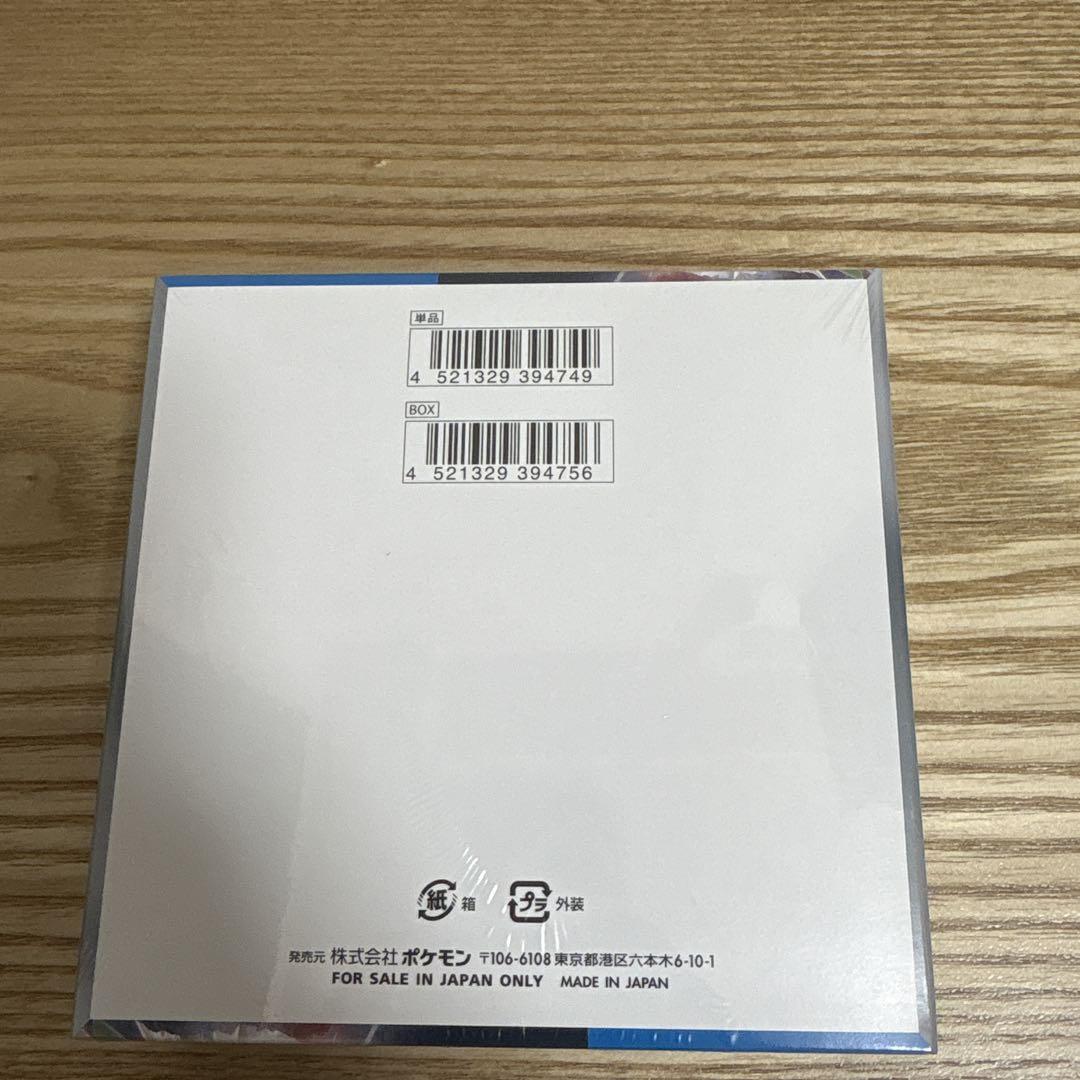 単品
4 521329 394749
BOX
4 521329 394756
紙 箱 プラ 外装
発売元 株式会社 ポケモン 〒106-6108 東京都港区六本木6-10-1
FOR SALE IN JAPAN ONLY MADE IN JAPAN